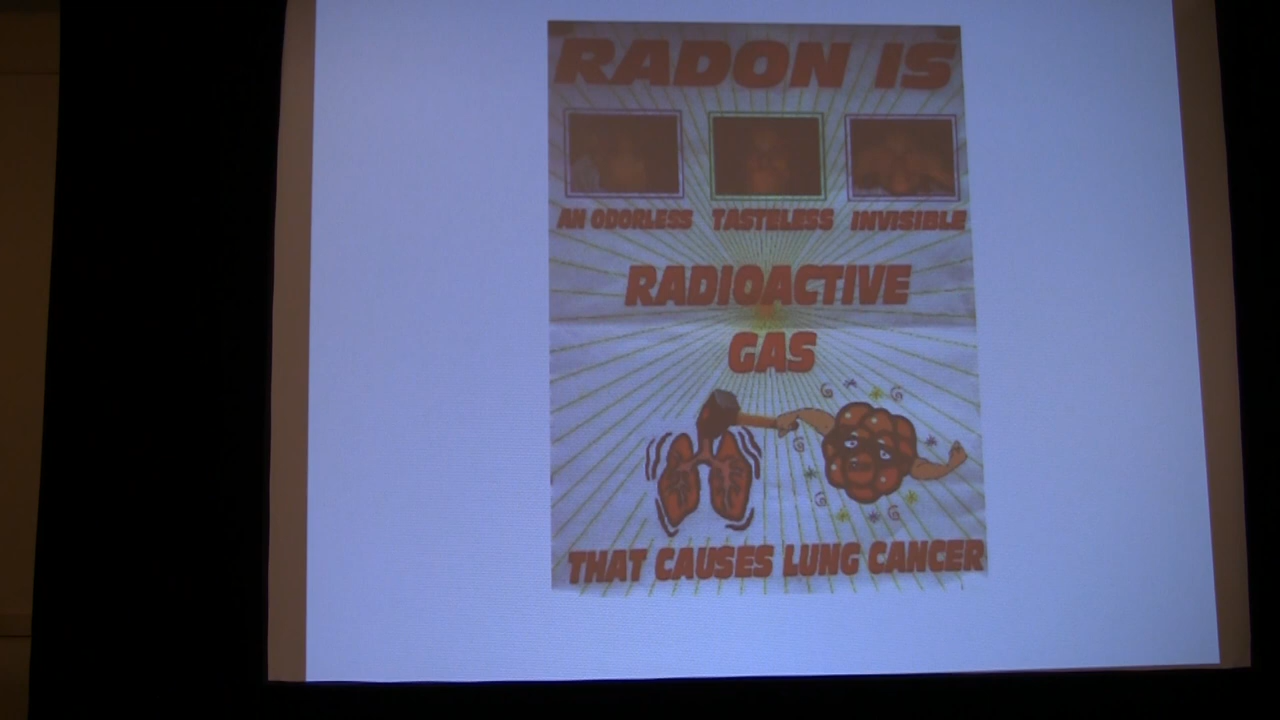 RADON IS
AN ODORLESS TASTELESS INVISIBLE
RADIOACTIVE
GAS
THAT CAUSES LUNG CANCER